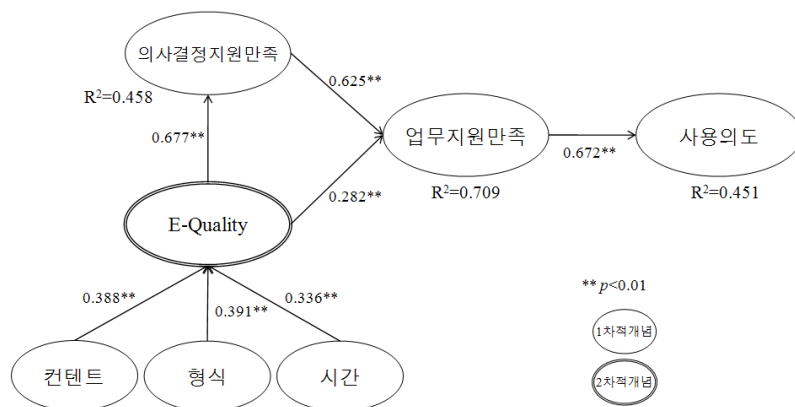 의사결정지원만족
R²=0.458
0.625**
0.677**
업무지원만족
R²=0.709
0.672**
사용의도
R²=0.451
0.282**
E-Quality
0.388**
0.391**
0.336**
컨텐트
형식
시간
** p<0.01
1차적개념
2차적개념